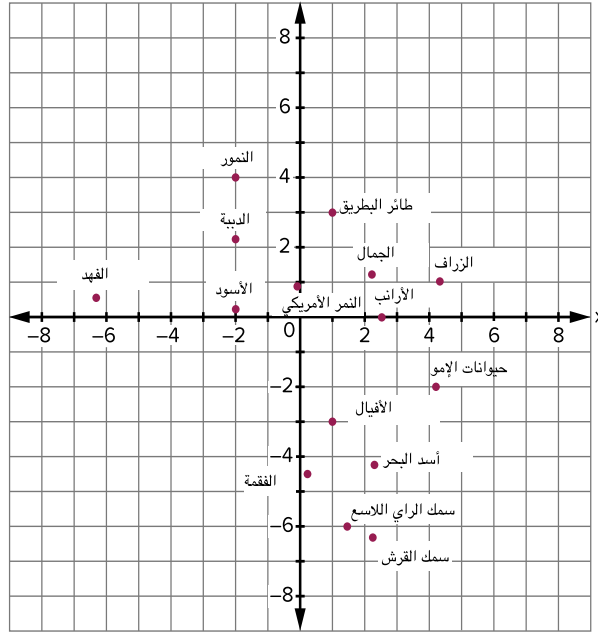 8
6
النمور
4
طائر البطريق
الدببة
2
الجمال
الزراف
الفهد
الأسود
النمر الأمريكي
الأرانب
x
−8 −6 −4 −2 0 2 4 6 8
حيوانات الإمو
−2
الأفيال
−4
أسد البحر
الفقمة
سمك الراي اللاسع
−6
سمك القرش
−8